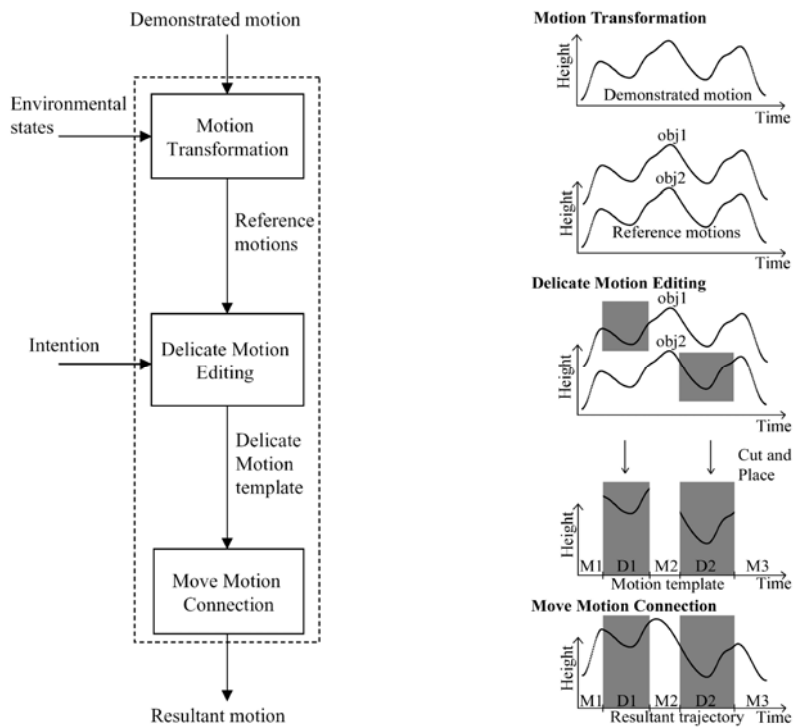 Demonstrated motion
Environmental
states
Motion
Transformation
Reference
motions
Intention
Delicate Motion
Editing
Delicate
Motion
template
Move Motion
Connection
Resultant motion
Motion Transformation
Height
Demonstrated motion
Time
obj1
obj2
Height
Reference motions
Time
Delicate Motion Editing
obj1
obj2
Height
Time
Cut and
Place
Height
M1 D1 M2 D2 M3
Motion template Time
Move Motion Connection
Height
M1 D1 M2 D2 M3
Resultant trajectory Time